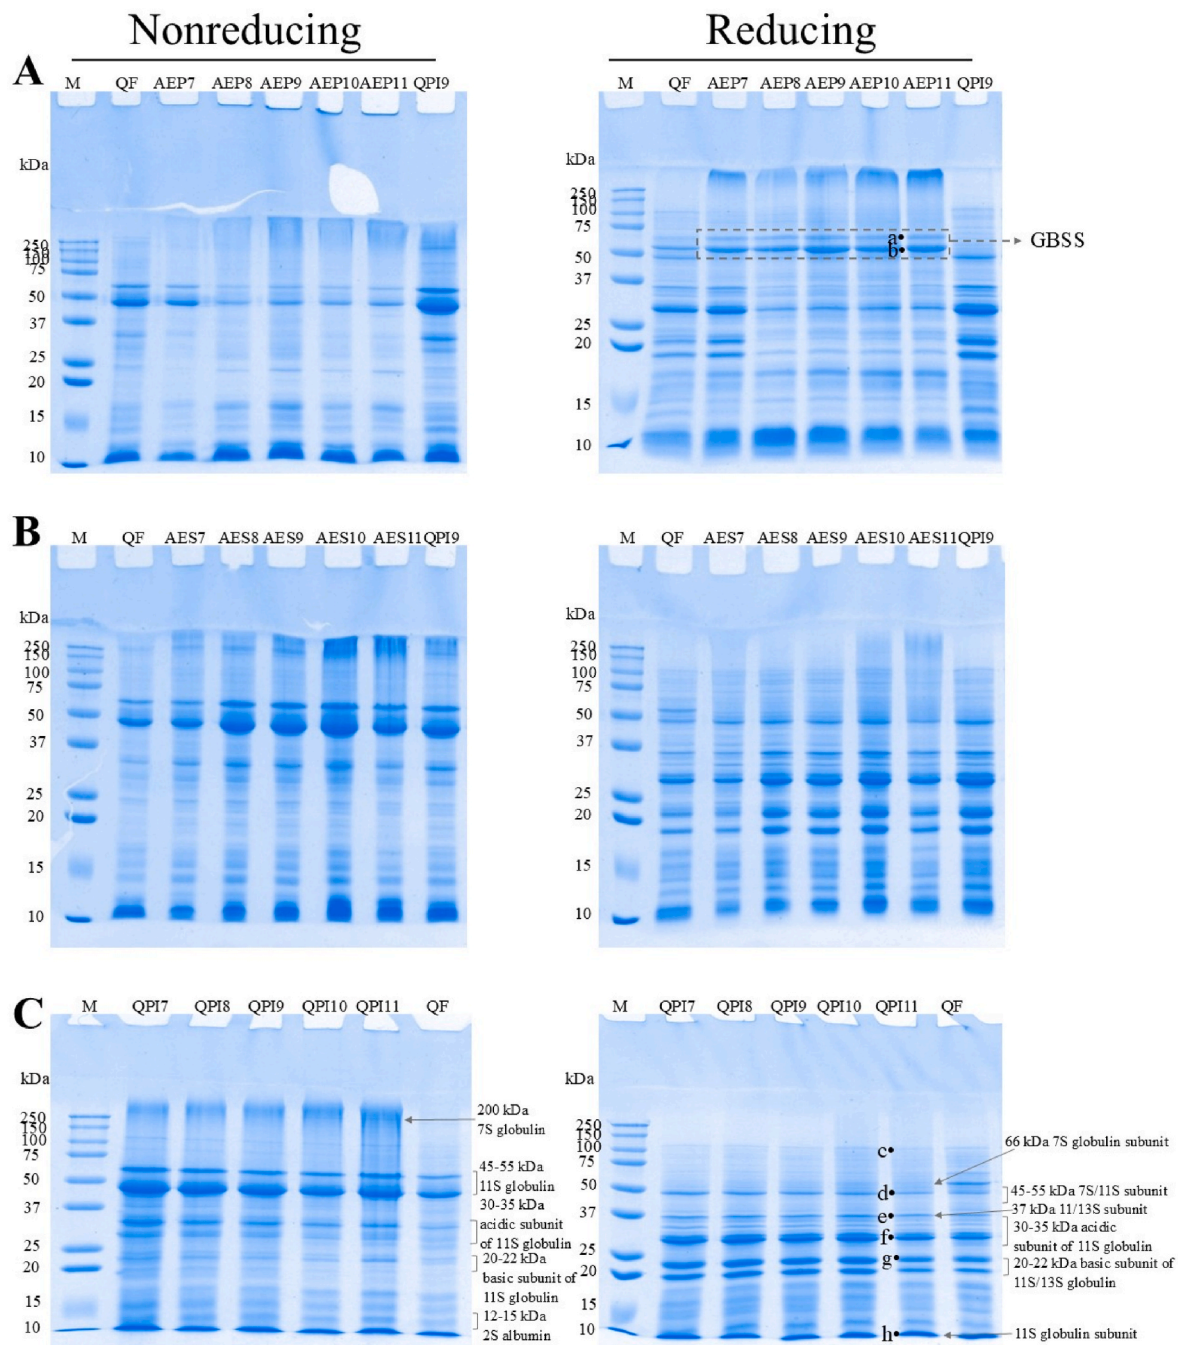 Nonreducing
Reducing
A
M QF AEP7 AEP8 AEP9 AEP10 AEP11 QPI9
kDa
250
150
100
75
50
37
25
20
15
10
M QF AEP7 AEP8 AEP9 AEP10 AEP11 QPI9
kDa
250
150
100
75
50
37
25
20
15
10
a
b
GBSS
B
M QF AES7 AES8 AES9 AES10 AES11 QPI9
kDa
250
150
100
75
50
37
25
20
15
10
M QF AES7 AES8 AES9 AES10 AES11 QPI9
kDa
250
150
100
75
50
37
25
20
15
10
C
M QPI7 QPI8 QPI9 QPI10 QPI11 QF
kDa
250
150
100
75
50
37
25
20
15
10
200 kDa
7S globulin
45-55 kDa
11S globulin
30-35 kDa
acidic subunit
of 11S globulin
20-22 kDa
basic subunit of
11S globulin
12-15 kDa
2S albumin
M QPI7 QPI8 QPI9 QPI10 QPI11 QF
kDa
250
150
100
75
50
37
25
20
15
10
c
d
e
f
g
h
66 kDa 7S globulin subunit
45-55 kDa 7S/11S subunit
37 kDa 11/13S subunit
30-35 kDa acidic
subunit of 11S globulin
20-22 kDa basic subunit of
11S/13S globulin
11S globulin subunit